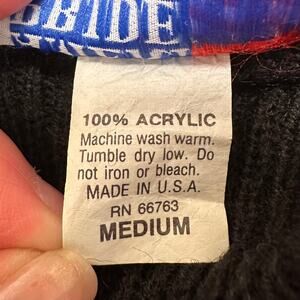 100% ACRYLIC
Machine wash warm.
Tumble dry low. Do
not iron or bleach.
MADE IN U.S.A.
RN 66763
MEDIUM